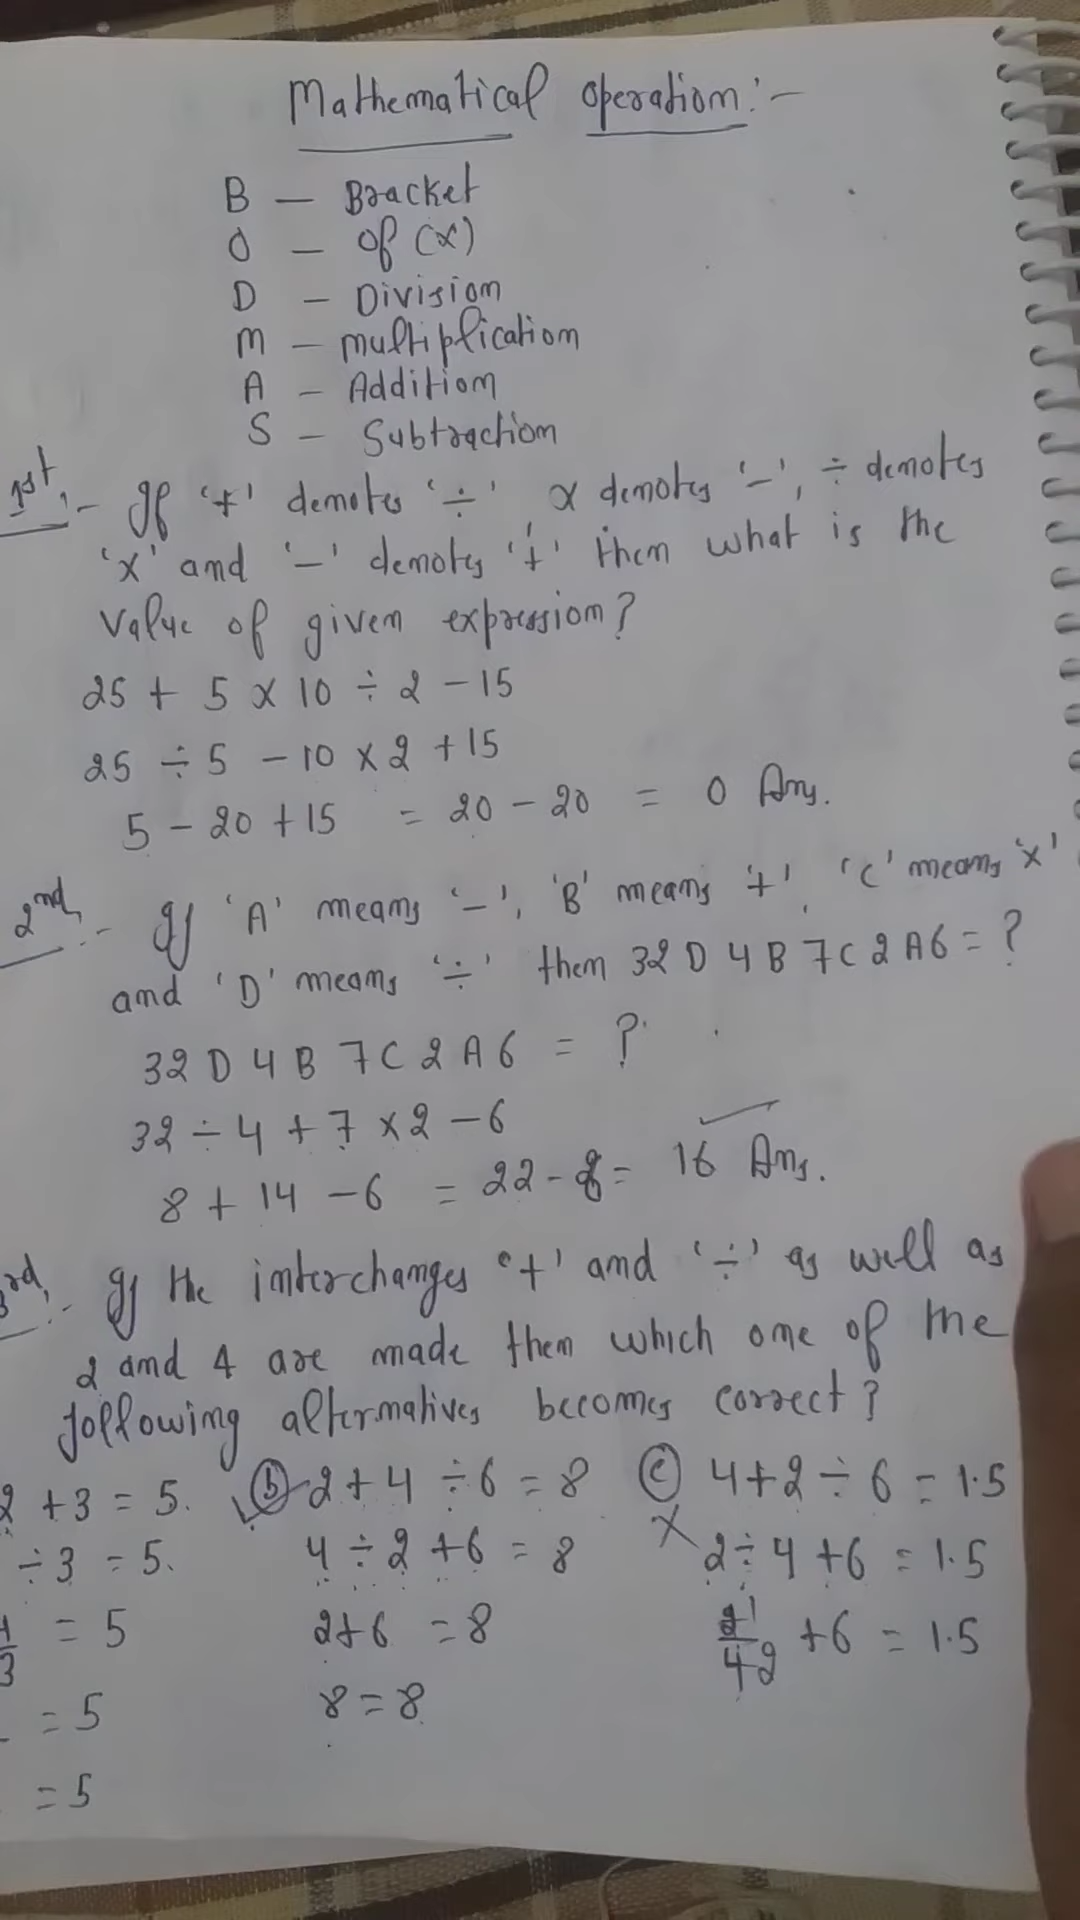 Mathematical Operation:-
B - Bracket
O - Of (x)
D - Division
M - Multiplication
A - Addition
S - Subtraction
1st,- If '+' denotes '÷' x denotes '-', ÷ denotes
'x' and '-' denotes '+' then what is the
Value of given expression?
25 + 5 x 10 ÷ 2 - 15
25 ÷ 5 - 10 x 2 + 15
5 - 20 + 15 = 20 - 20 = 0 Ans.
2nd,- If 'A' means '-', 'B' means '+', 'C' means 'x'
and 'D' means '÷' then 32 D 4 B 7 C 2 A 6 = ?
32 D 4 B 7 C 2 A 6 = ?
32 ÷ 4 + 7 x 2 - 6
8 + 14 - 6 = 22 - = 16 Ans.
3rd,- If the interchanges '+' and '÷' as well as
2 and 4 are made then which one of the
following alternatives becomes correct?
2 + 3 = 5. (b) 2 + 4 ÷ 6 = 8 (c) 4 + 2 ÷ 6 = 1.5
÷ 3 = 5. 4 ÷ 2 + 6 = 8 x 2 ÷ 4 + 6 = 1.5
4/3 = 5 2 + 6 = 8 2 1/4 2 + 6 = 1.5
= 5 8 = 8
= 5